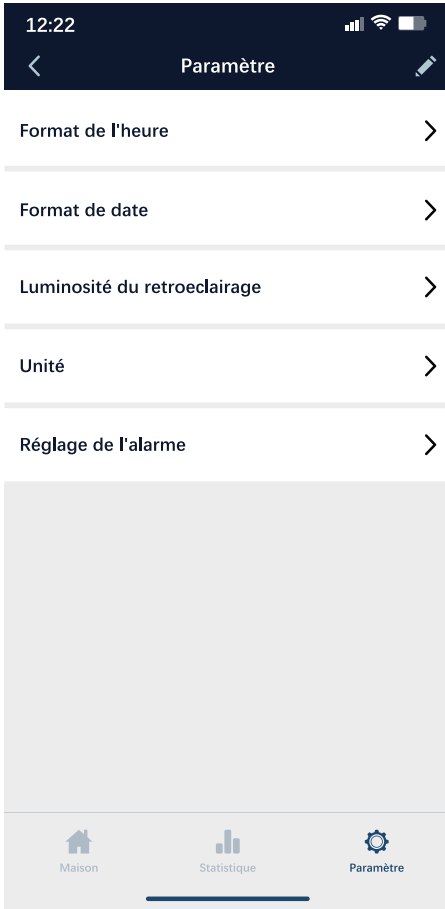 12:22
Paramètre
Format de l'heure
Format de date
Luminosité du retroeclairage
Unité
Réglage de l'alarme
Maison
Statistique
Paramètre